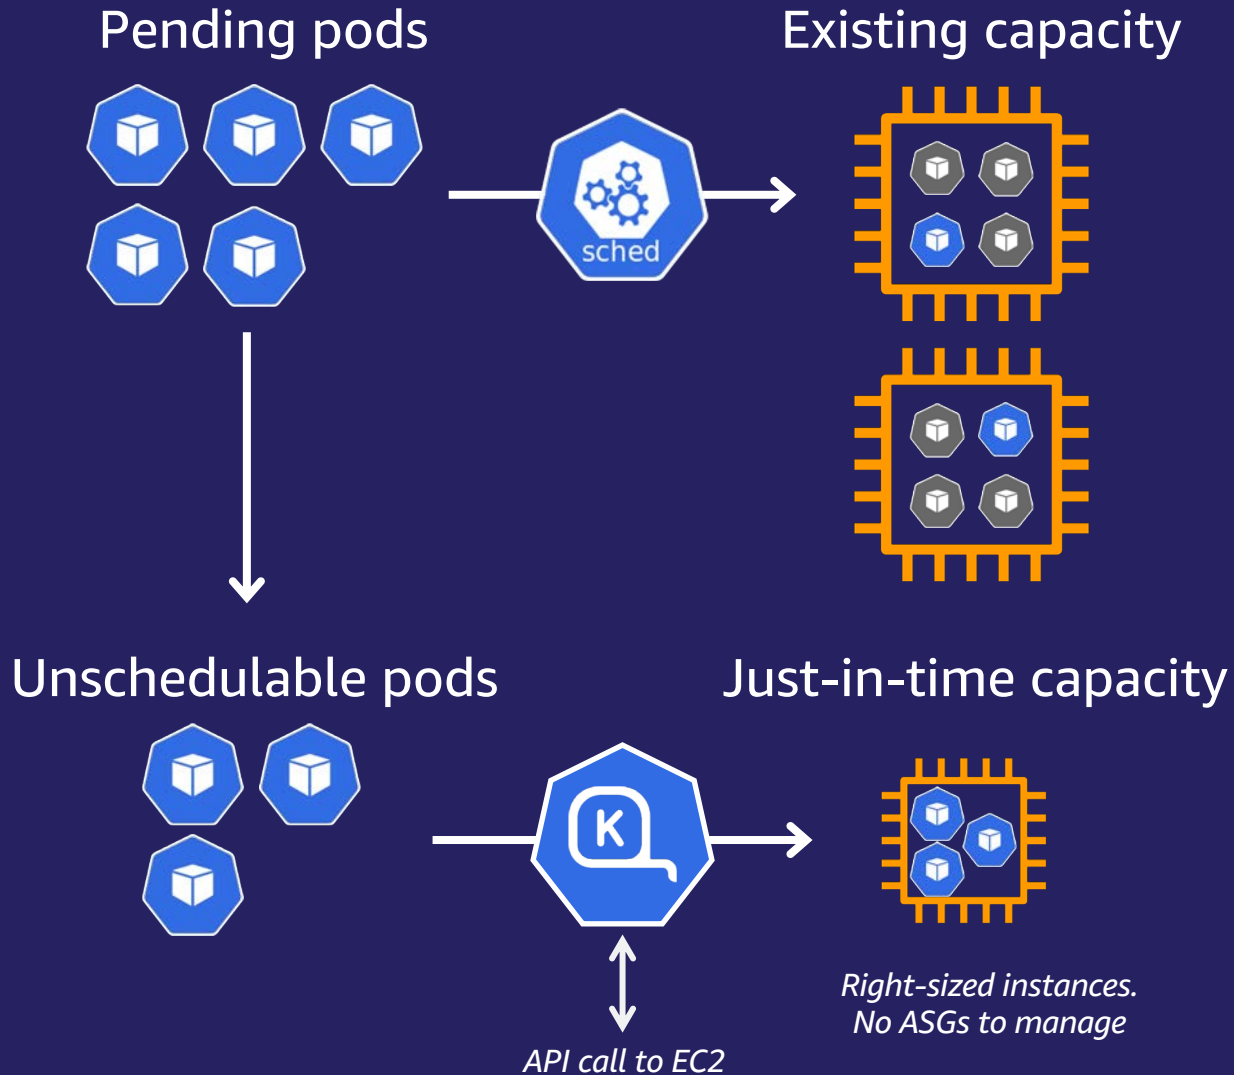 Pending pods
Existing capacity
sched
Unschedulable pods
Just-in-time capacity
K
Right-sized instances.
No ASGs to manage
API call to EC2